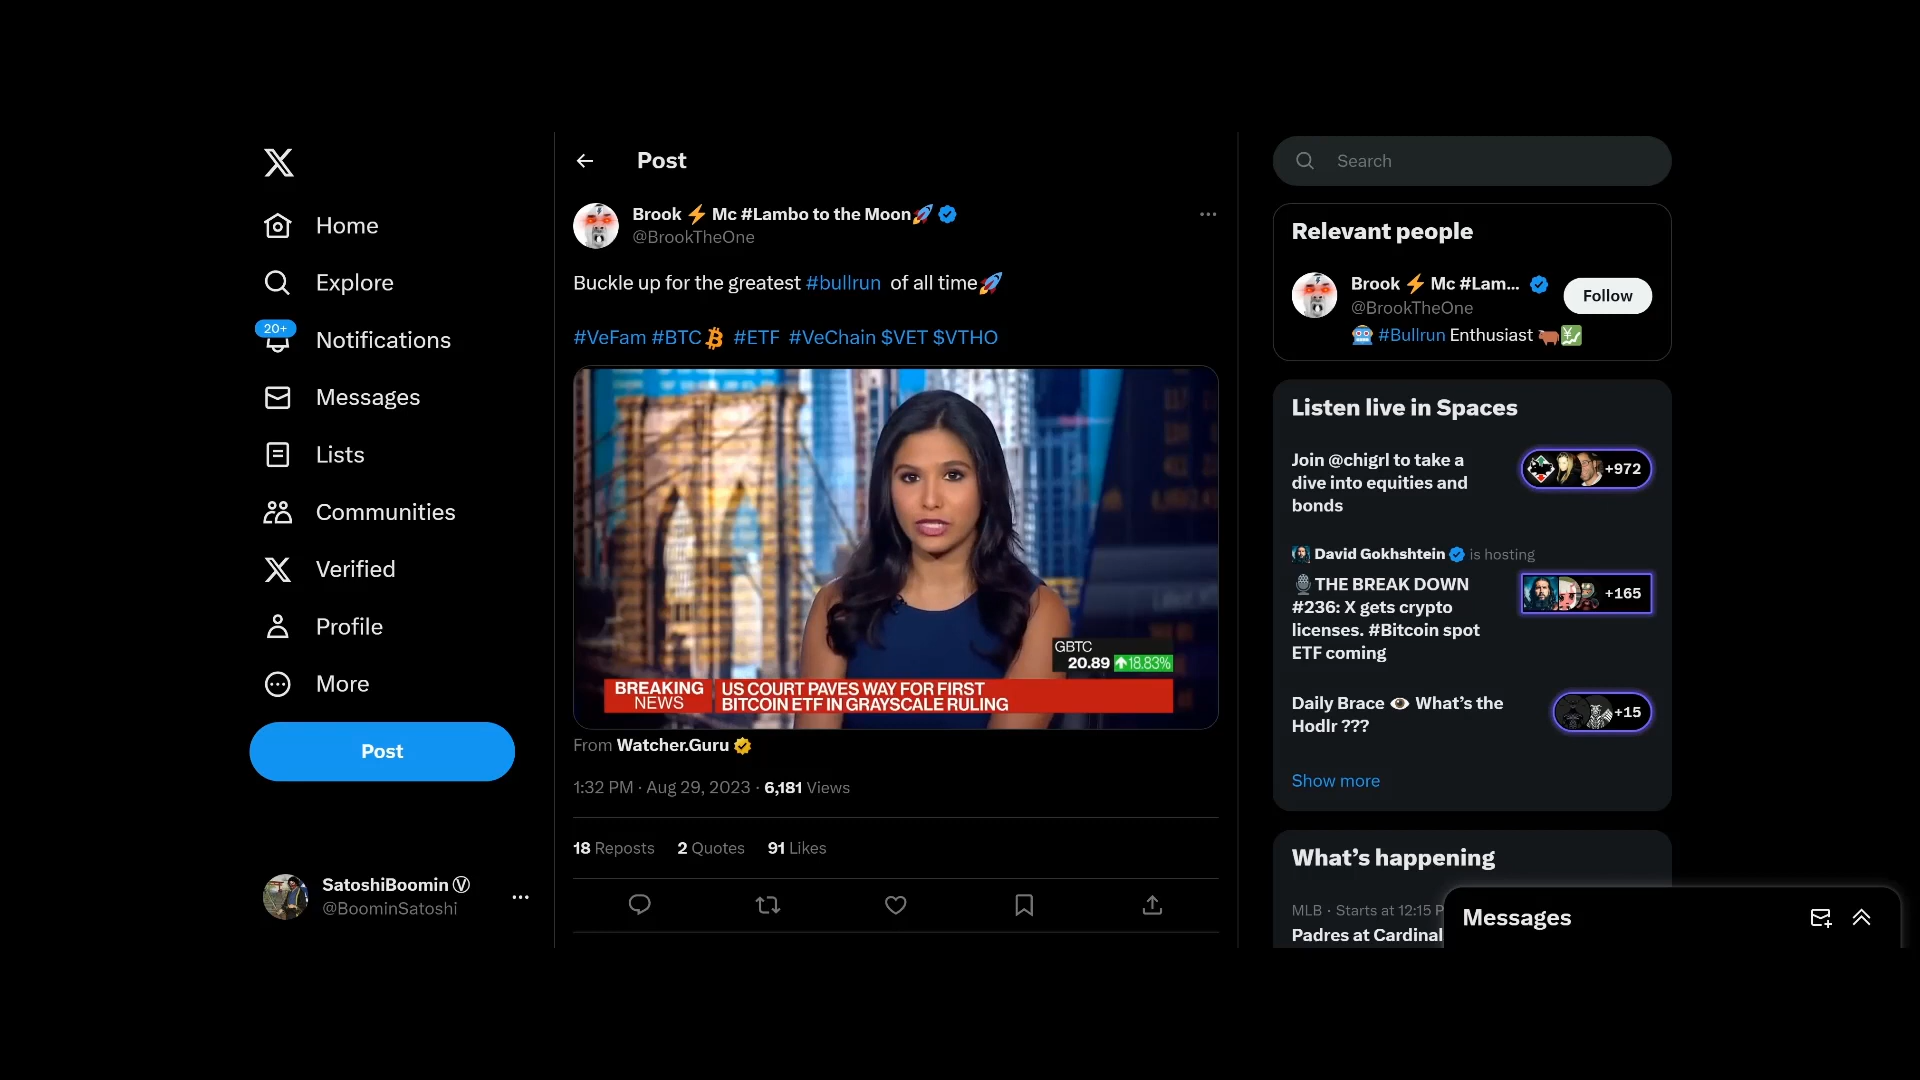 Home
Explore
20+
Notifications
Messages
Lists
Communities
Verified
Profile
More
Post
SatoshiBoomin Ⓥ
@BoominSatoshi
Post
Brook ⚡ Mc #Lambo to the Moon🚀
@BrookTheOne
Buckle up for the greatest #bullrun of all time🚀
#VeFam #BTC #ETF #VeChain $VET $VTHO
GBTC
20.89 18.83%
BREAKING NEWS
US COURT PAVES WAY FOR FIRST
BITCOIN ETF IN GRAYSCALE RULING
From Watcher.Guru
1:32 PM · Aug 29, 2023 · 6,181 Views
18 Reposts 2 Quotes 91 Likes
Search
Relevant people
Brook ⚡ Mc #Lam...
@BrookTheOne
Follow
🤖 #Bullrun Enthusiast 🐂💹
Listen live in Spaces
Join @chigrl to take a
dive into equities and
bonds
+972
David Gokhshtein is hosting
🎙️THE BREAK DOWN
#236: X gets crypto
licenses. #Bitcoin spot
ETF coming
+165
Daily Brace 👁️ What's the
Hodlr ???
+15
Show more
What's happening
MLB · Starts at 12:15 P
Padres at Cardinal
Messages